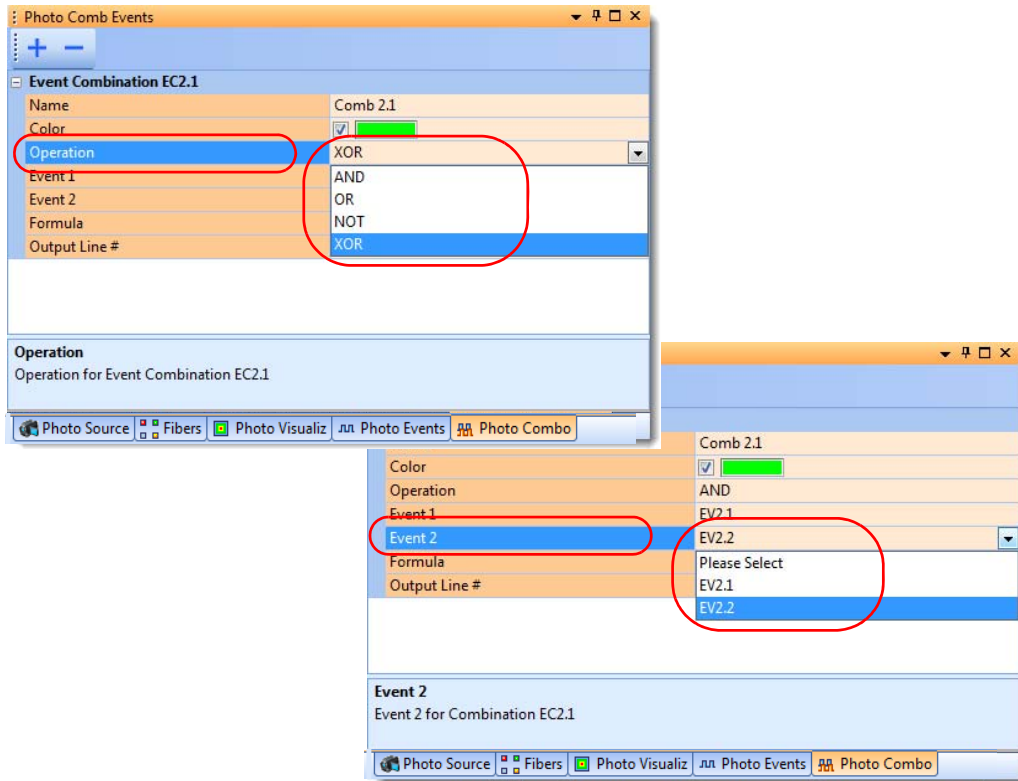 Photo Comb Events
Event Combination EC2.1
Name Comb 2.1
Color
Operation XOR
Event 1 AND
Event 2 OR
Formula NOT
Output Line # XOR
Operation
Operation for Event Combination EC2.1
Photo Source Fibers Photo Visualiz Photo Events Photo Combo
Comb 2.1
Color
Operation AND
Event 1 EV2.1
Event 2 EV2.2
Formula Please Select
Output Line # EV2.1
EV2.2
Event 2
Event 2 for Combination EC2.1
Photo Source Fibers Photo Visualiz Photo Events Photo Combo